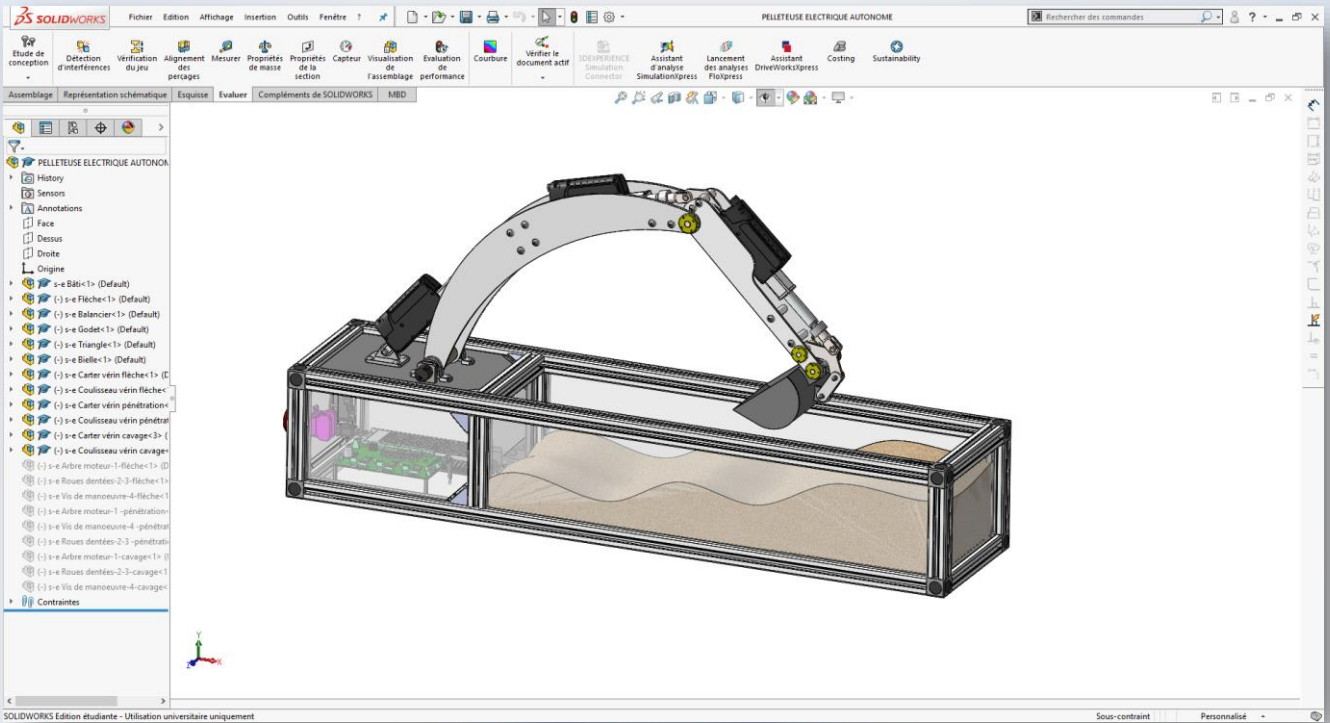 SOLIDWORKS Fichier Edition Affichage Insertion Outils Fenêtre ? PELLETEUSE ELECTRIQUE AUTONOME Rechercher des commandes
Etude de conception
Détection d'interférences
Vérification du jeu
Alignement des perçages
Mesurer
Propriétés de masse
Propriétés de la section
Capteur
Visualisation de l'assemblage
Evaluation de performance
Courbure
Vérifier le document actif
3DEXPERIENCE Simulation Connector
Assistant d'analyse SimulationXpress
Lancement des analyses FloXpress
Assistant DriveWorksXpress
Costing
Sustainability
Assemblage Représentation schématique Esquisse Evaluer Compléments de SOLIDWORKS MBD
PELLETEUSE ELECTRIQUE AUTONOM
History
Sensors
Annotations
Face
Dessus
Droite
Origine
s-e Bâti<1> (Default)
(-) s-e Flèche<1> (Default)
(-) s-e Balancier<1> (Default)
(-) s-e Godet<1> (Default)
(-) s-e Triangle<1> (Default)
(-) s-e Bielle<1> (Default)
(-) s-e Carter vérin flèche<1> (D
(-) s-e Coulisseau vérin flèche<
(-) s-e Carter vérin pénétration<
(-) s-e Coulisseau vérin pénétrat
(-) s-e Carter vérin cavage<3> (
(-) s-e Coulisseau vérin cavage<
(-) s-e Arbre moteur-1-flèche<1> (D
(-) s-e Roues dentées-2-3-flèche<1>
(-) s-e Vis de manoeuvre-4-flèche<1
(-) s-e Arbre moteur-1 -pénétration<
(-) s-e Vis de manoeuvre-4 -pénétrat
(-) s-e Roues dentées-2-3 -pénétrati
(-) s-e Arbre moteur-1-cavage<1> (
(-) s-e Roues dentées-2-3-cavage<1
(-) s-e Vis de manoeuvre-4-cavage<
Contraintes
Y
Z X
SOLIDWORKS Edition étudiante - Utilisation universitaire uniquement Sous-contraint Personnalisé